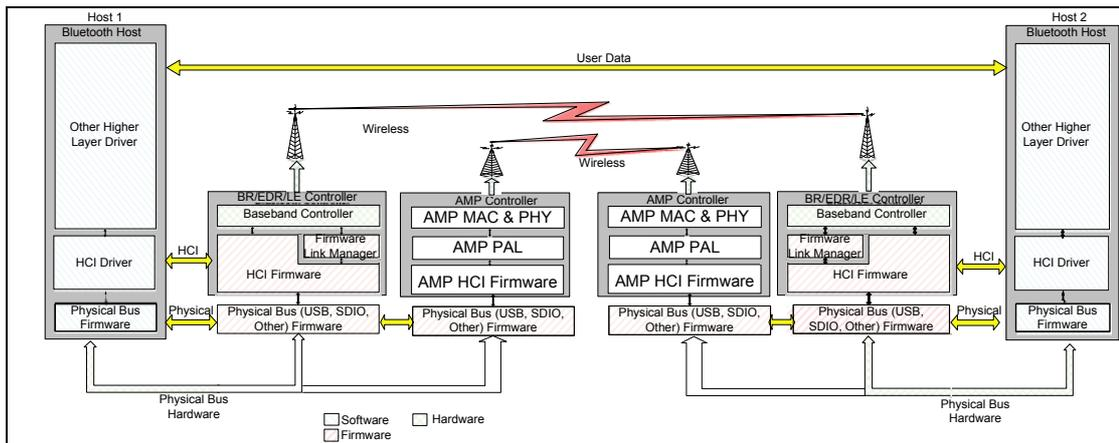 Host 1
Bluetooth Host
Other Higher
Layer Driver
HCI Driver
Physical Bus
Firmware
HCI
Physical
User Data
Wireless
Wireless
BR/EDR/LE Controller
Baseband Controller
Firmware
Link Manager
HCI Firmware
Physical Bus (USB, SDIO,
Other) Firmware
AMP Controller
AMP MAC & PHY
AMP PAL
AMP HCI Firmware
Physical Bus (USB, SDIO,
Other) Firmware
AMP Controller
AMP MAC & PHY
AMP PAL
AMP HCI Firmware
Physical Bus (USB, SDIO,
Other) Firmware
BR/EDR/LE Controller
Baseband Controller
Firmware
Link Manager
HCI Firmware
Physical Bus (USB,
SDIO, Other) Firmware
HCI
Physical
Host 2
Bluetooth Host
Other Higher
Layer Driver
HCI Driver
Physical Bus
Firmware
Physical Bus
Hardware
Physical Bus
Hardware
Software
Hardware
Firmware